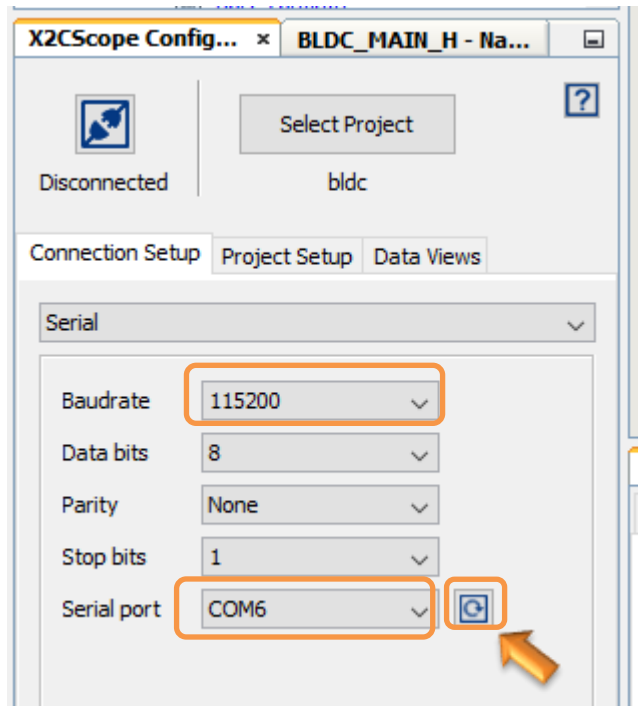 X2CScope Config... × BLDC_MAIN_H - Na...
?
Select Project
Disconnected bldc
Connection Setup Project Setup Data Views
Serial
Baudrate 115200
Data bits 8
Parity None
Stop bits 1
Serial port COM6